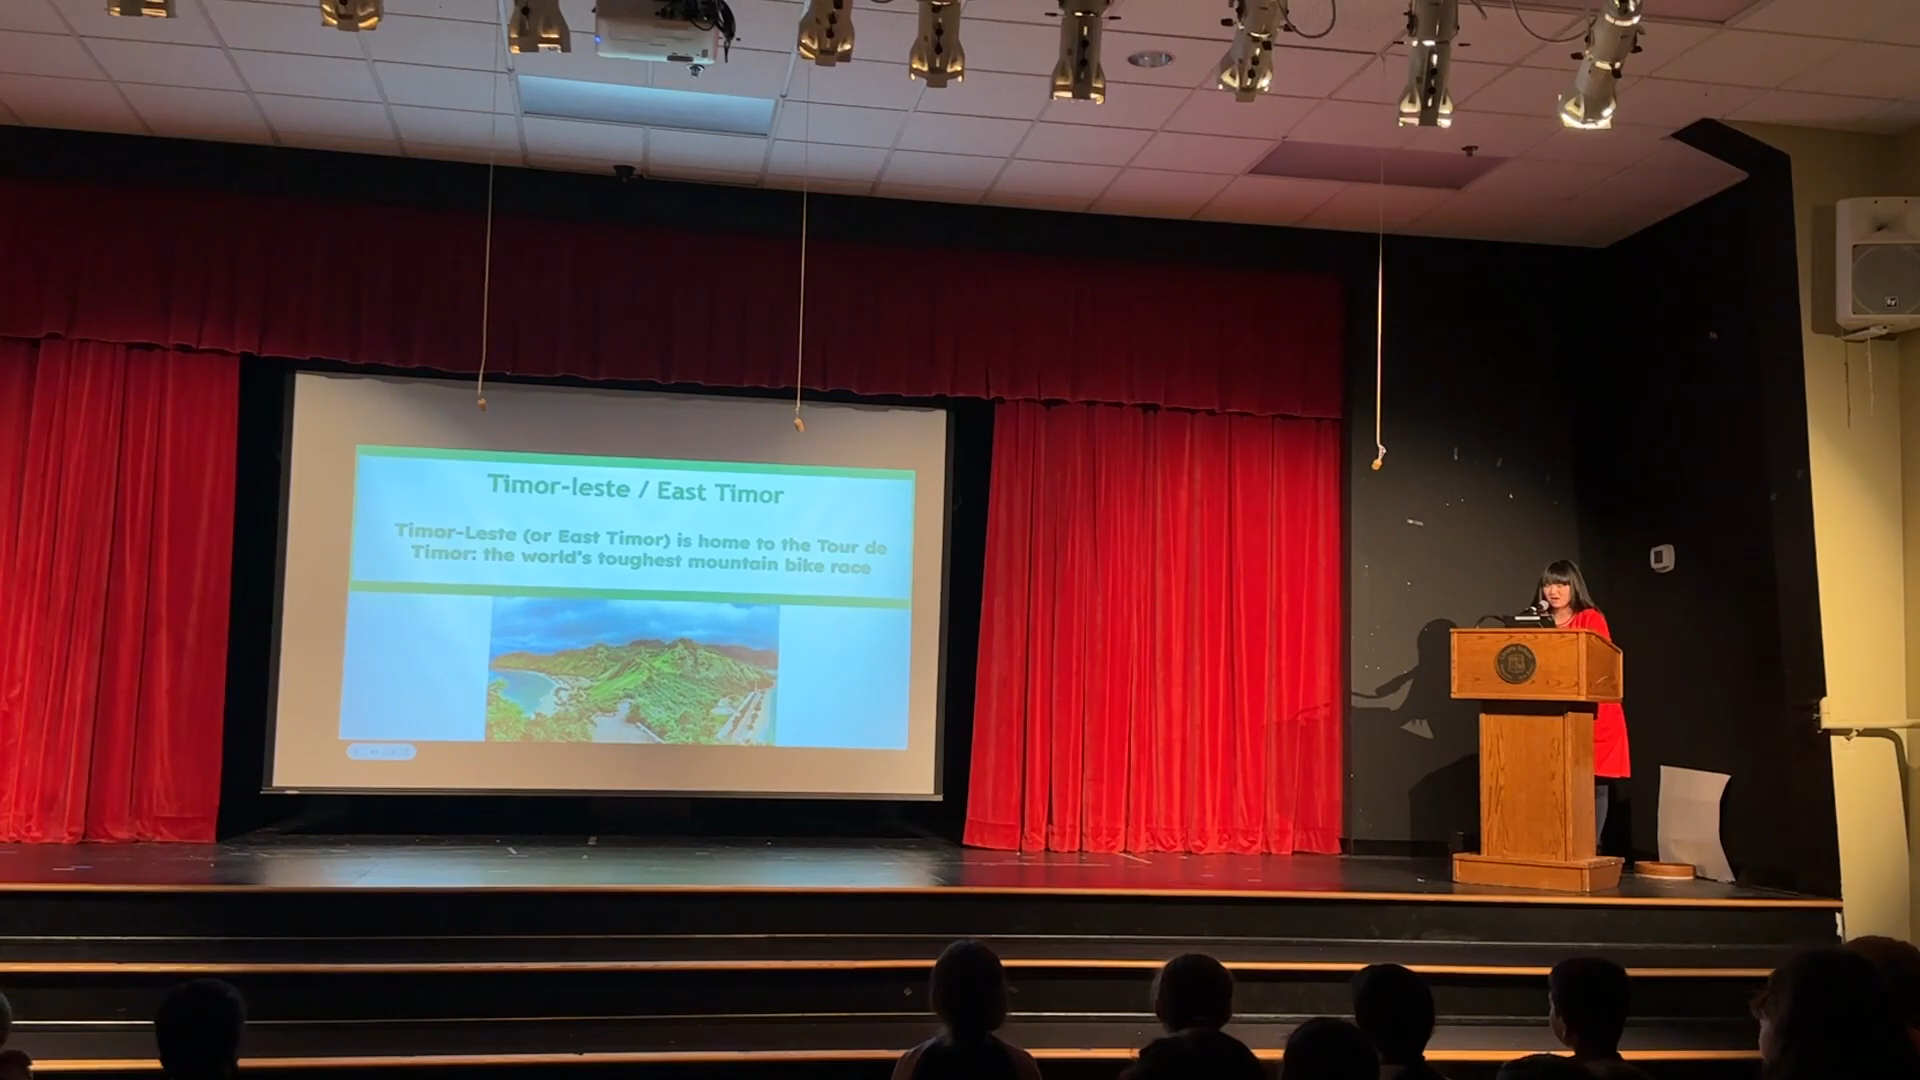 Timor-leste / East Timor
Timor-Leste (or East Timor) is home to the Tour de
Timor: the world's toughest mountain bike race